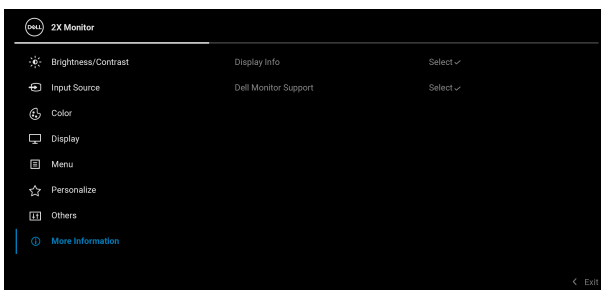 DELL 2X Monitor
Brightness/Contrast Display Info Select
Input Source Dell Monitor Support Select
Color
Display
Menu
Personalize
Others
More Information
Exit